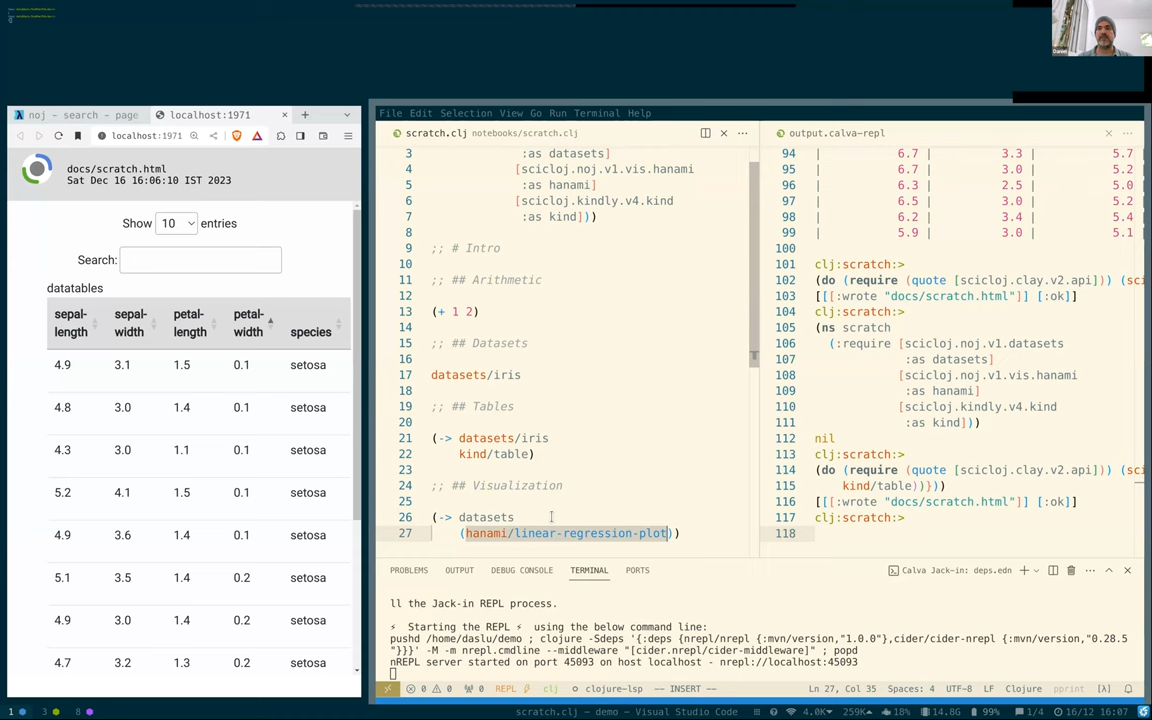 Daniel
noj – search – page
localhost:1971
localhost:1971
docs/scratch.html
Sat Dec 16 16:06:10 IST 2023
Show 10 entries
Search:
datatables
sepal-length sepal-width petal-length petal-width species
4.9 3.1 1.5 0.1 setosa
4.8 3.0 1.4 0.1 setosa
4.3 3.0 1.1 0.1 setosa
5.2 4.1 1.5 0.1 setosa
4.9 3.6 1.4 0.1 setosa
5.1 3.5 1.4 0.2 setosa
4.9 3.0 1.4 0.2 setosa
4.7 3.2 1.3 0.2 setosa
File Edit Selection View Go Run Terminal Help
scratch.clj notebooks/scratch.clj
3 :as datasets]
4 [scicloj.noj.v1.vis.hanami
5 :as hanami]
6 [scicloj.kindly.v4.kind
7 :as kind]))
8
9 ;; # Intro
10
11 ;; ## Arithmetic
12
13 (+ 1 2)
14
15 ;; ## Datasets
16
17 datasets/iris
18
19 ;; ## Tables
20
21 (-> datasets/iris
22 kind/table)
23
24 ;; ## Visualization
25
26 (-> datasets
27 (hanami/linear-regression-plot))
output.calva-repl
94 | 6.7 | 3.3 | 5.7
95 | 6.7 | 3.0 | 5.2
96 | 6.3 | 2.5 | 5.0
97 | 6.5 | 3.0 | 5.2
98 | 6.2 | 3.4 | 5.4
99 | 5.9 | 3.0 | 5.1
100
101 clj:scratch:>
102 (do (require (quote [scicloj.clay.v2.api])) (sci
103 [[[:wrote "docs/scratch.html"]] [:ok]]
104 clj:scratch:>
105 (ns scratch
106 (:require [scicloj.noj.v1.datasets
107 :as datasets]
108 [scicloj.noj.v1.vis.hanami
109 :as hanami]
110 [scicloj.kindly.v4.kind
111 :as kind]))
112 nil
113 clj:scratch:>
114 (do (require (quote [scicloj.clay.v2.api])) (sci
115 kind/table))}))
116 [[[:wrote "docs/scratch.html"]] [:ok]]
117 clj:scratch:>
118
PROBLEMS OUTPUT DEBUG CONSOLE TERMINAL PORTS
Calva Jack-in: deps.edn
ll the Jack-in REPL process.
⚡ Starting the REPL ⚡ using the below command line:
pushd /home/daslu/demo ; clojure -Sdeps '{:deps {nrepl/nrepl {:mvn/version,"1.0.0"},cider/cider-nrepl {:mvn/version,"0.28.5
"}}}' -M -m nrepl.cmdline --middleware "[cider.nrepl/cider-middleware]" ; popd
nREPL server started on port 45093 on host localhost - nrepl://localhost:45093
0 0 0 REPL clj clojure-lsp -- INSERT -- Ln 27, Col 35 Spaces: 4 UTF-8 LF Clojure pprint [λ]
1 3 8 scratch.clj – demo – Visual Studio Code 4.0K 259K 18% 14.8G 99% 1/4 16/12 16:07